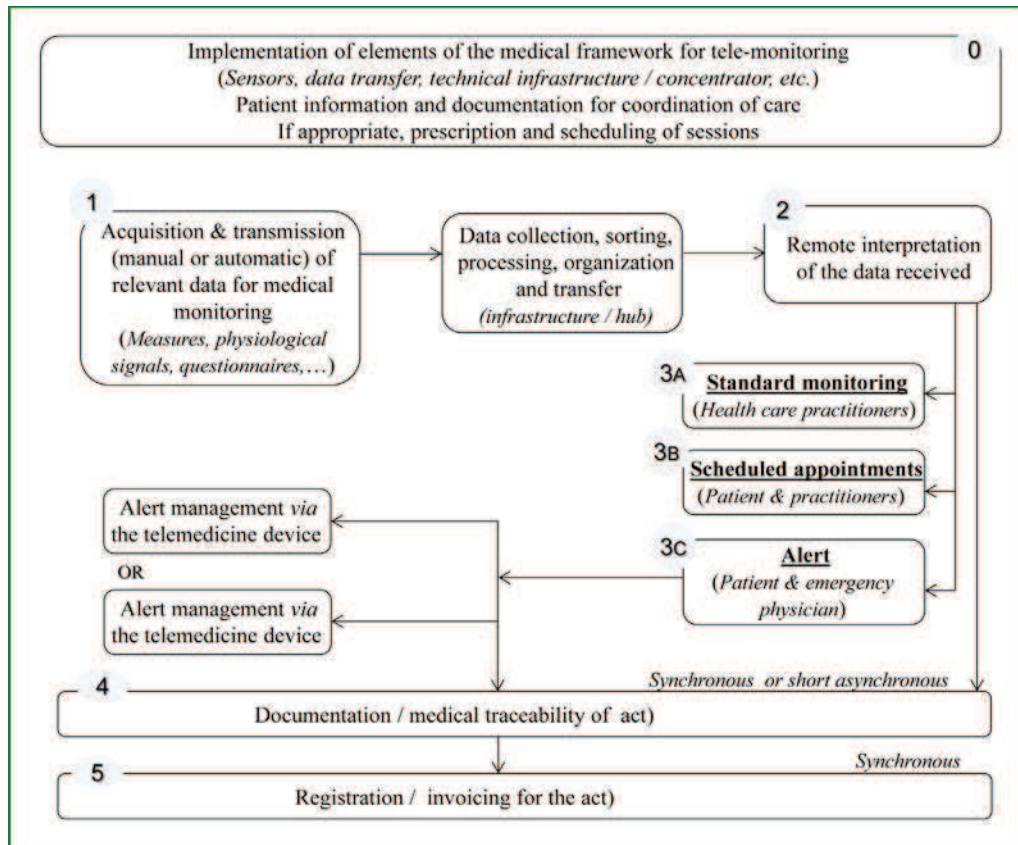 0
Implementation of elements of the medical framework for tele-monitoring
(Sensors, data transfer, technical infrastructure / concentrator, etc.)
Patient information and documentation for coordination of care
If appropriate, prescription and scheduling of sessions
1
Acquisition & transmission
(manual or automatic) of
relevant data for medical
monitoring
(Measures, physiological
signals, questionnaires,…)
Data collection, sorting,
processing, organization
and transfer
(infrastructure / hub)
2
Remote interpretation
of the data received
3A
Standard monitoring
(Health care practitioners)
3B
Scheduled appointments
(Patient & practitioners)
3C
Alert
(Patient & emergency
physician)
Alert management via
the telemedicine device
OR
Alert management via
the telemedicine device
Synchronous or short asynchronous
4
Documentation / medical traceability of act)
Synchronous
5
Registration / invoicing for the act)